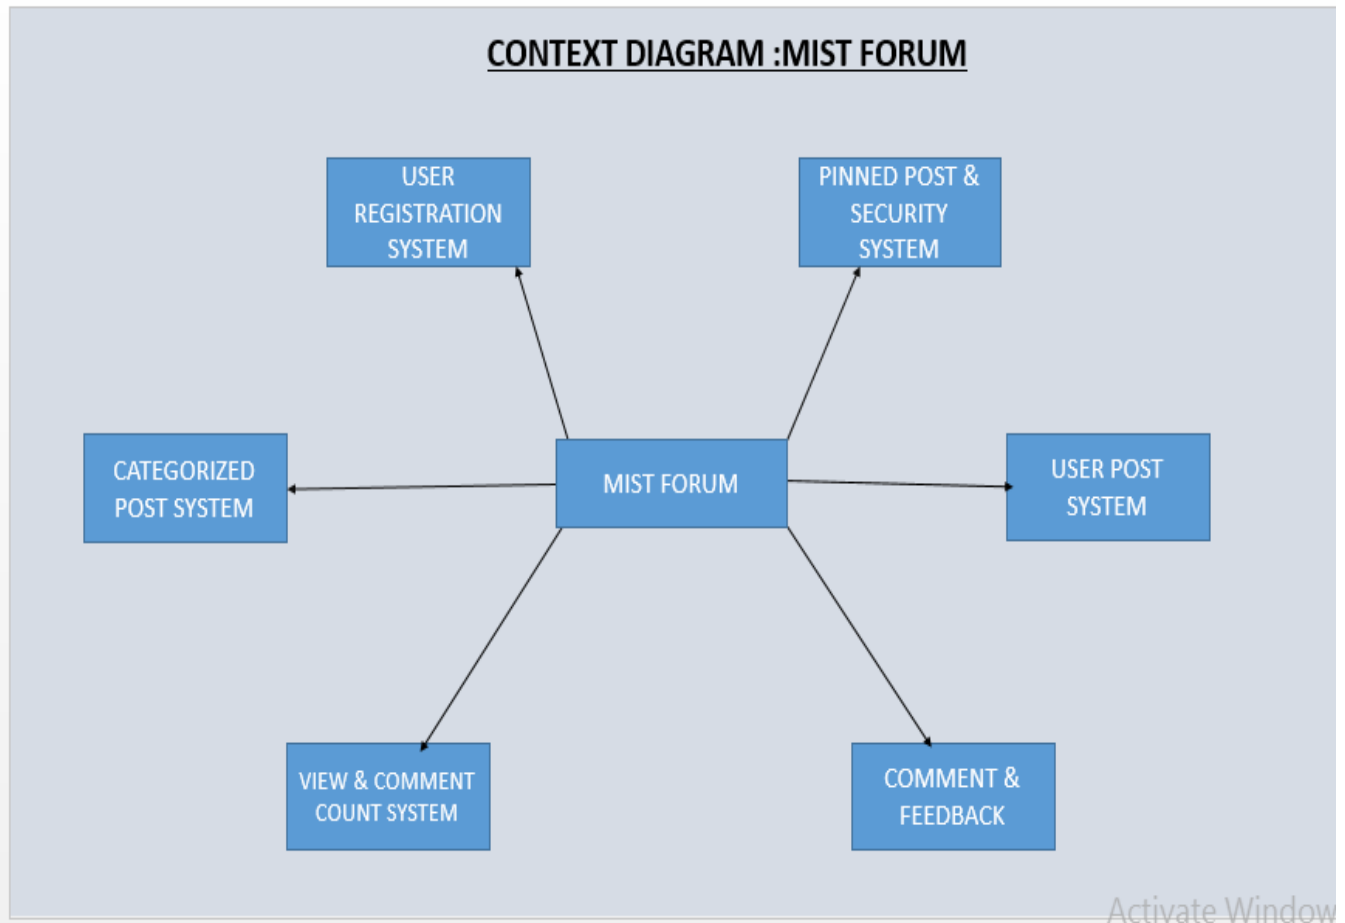 CONTEXT DIAGRAM :MIST FORUM
USER
REGISTRATION
SYSTEM
PINNED POST &
SECURITY
SYSTEM
CATEGORIZED
POST SYSTEM
MIST FORUM
USER POST
SYSTEM
VIEW & COMMENT
COUNT SYSTEM
COMMENT &
FEEDBACK
Activate Window